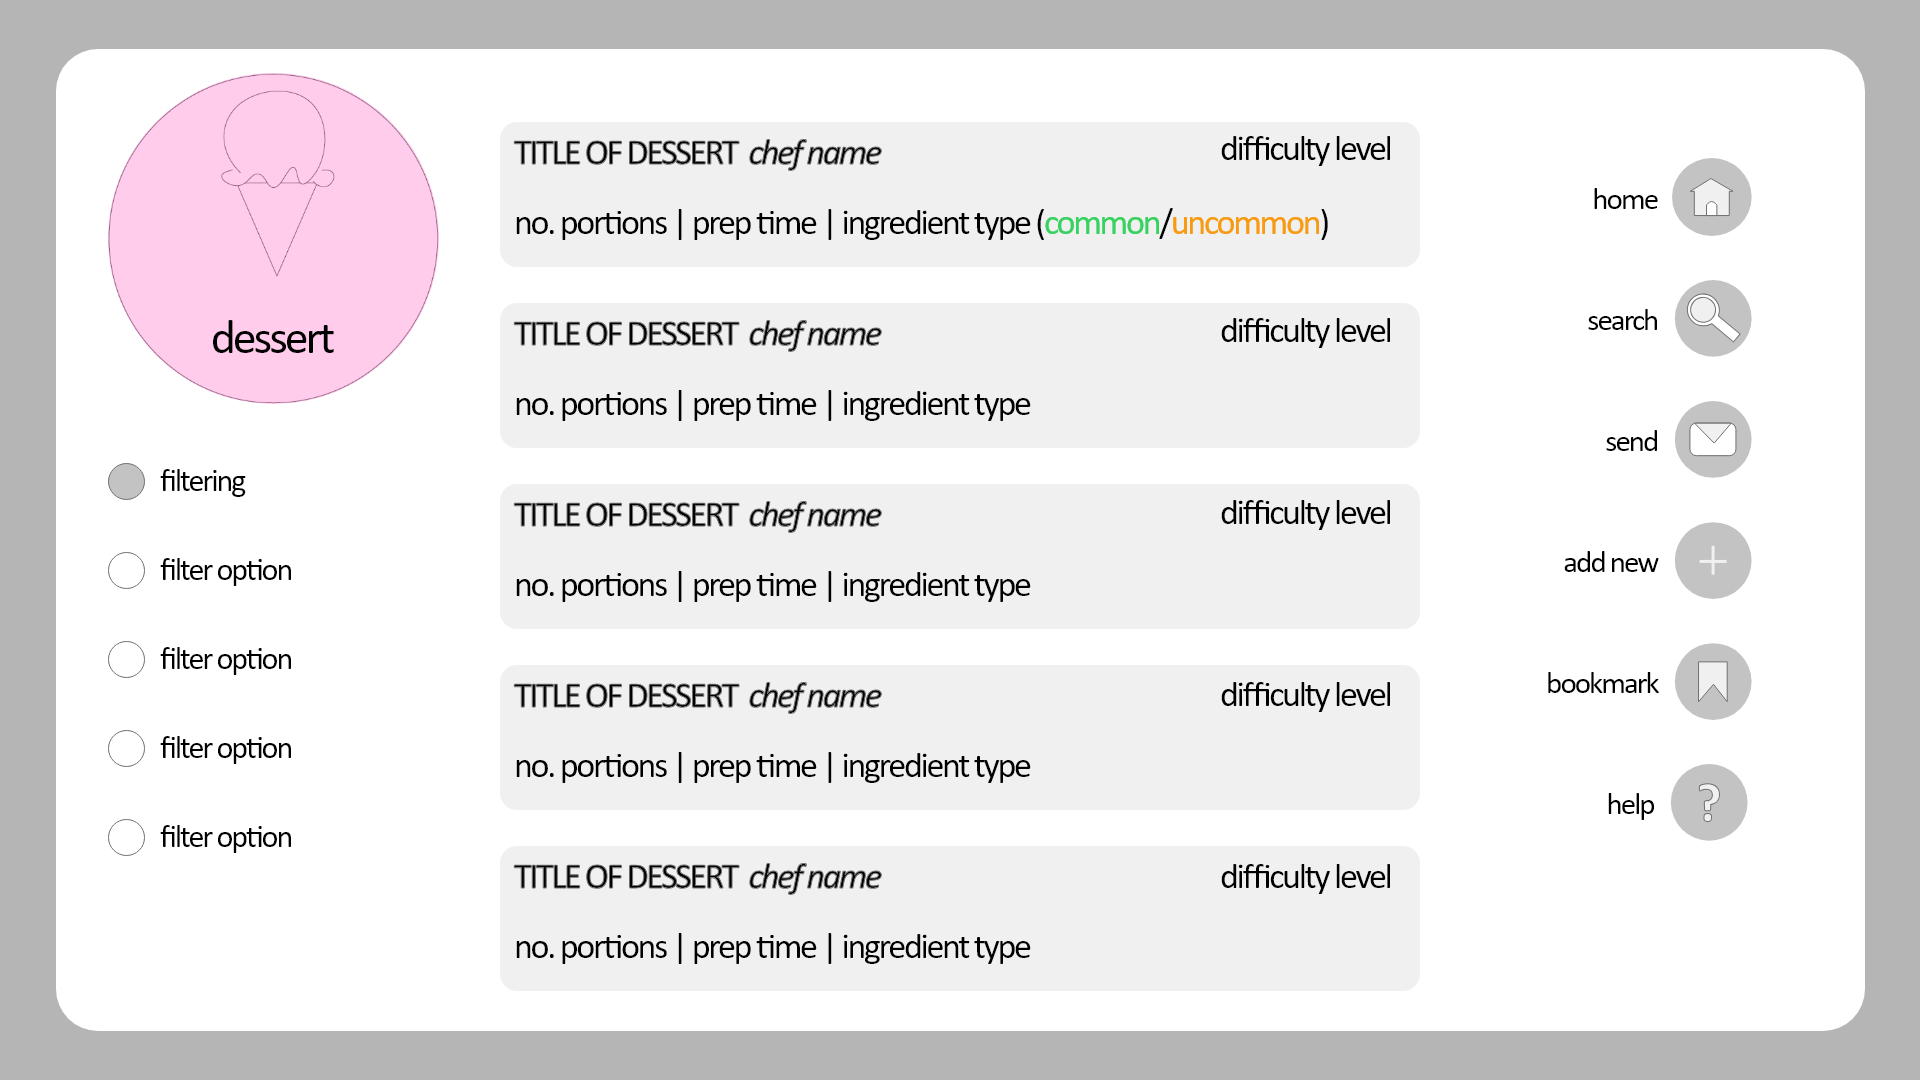 dessert
filtering
filter option
filter option
filter option
filter option
TITLE OF DESSERT chef name difficulty level
no. portions | prep time | ingredient type (common/uncommon)
TITLE OF DESSERT chef name difficulty level
no. portions | prep time | ingredient type
TITLE OF DESSERT chef name difficulty level
no. portions | prep time | ingredient type
TITLE OF DESSERT chef name difficulty level
no. portions | prep time | ingredient type
TITLE OF DESSERT chef name difficulty level
no. portions | prep time | ingredient type
home
search
send
add new
bookmark
help